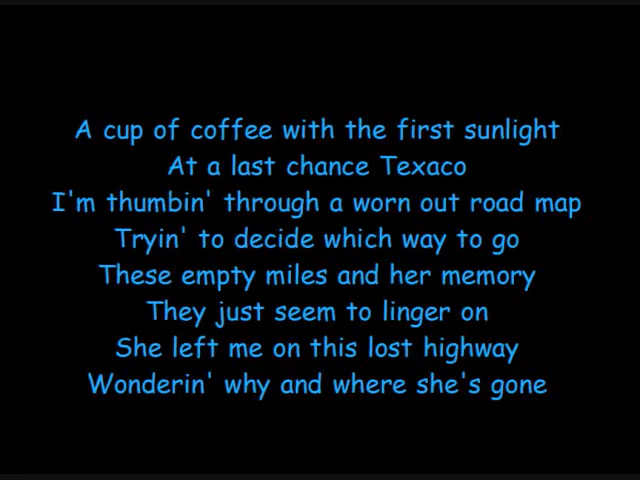 A cup of coffee with the first sunlight
At a last chance Texaco
I'm thumbin' through a worn out road map
Tryin' to decide which way to go
These empty miles and her memory
They just seem to linger on
She left me on this lost highway
Wonderin' why and where she's gone